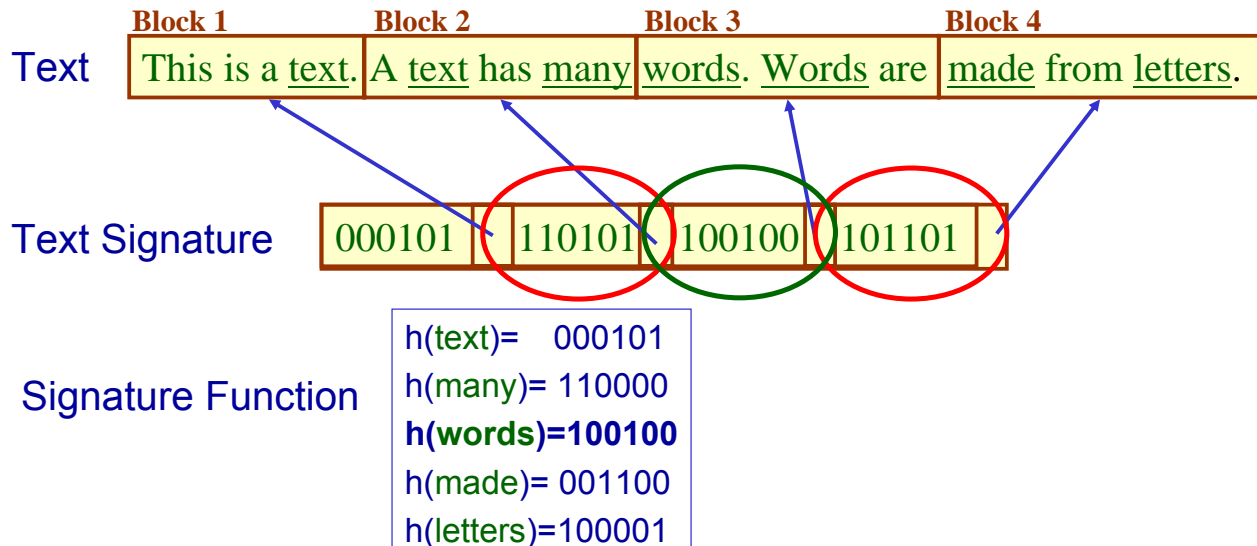 Block 1 Block 2 Block 3 Block 4
Text This is a text. A text has many words. Words are made from letters.
Text Signature 000101 110101 100100 101101
h(text)= 000101
h(many)= 110000
Signature Function
h(words)=100100
h(made)= 001100
h(letters)=100001